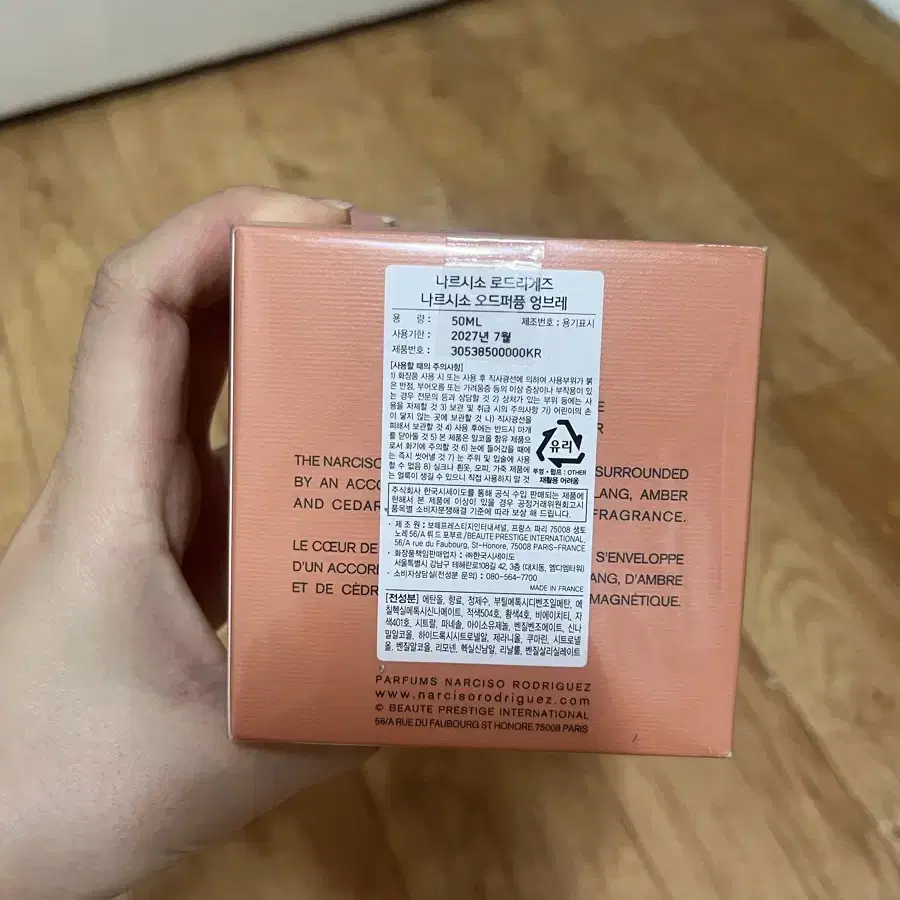 나르시소 로드리게즈
나르시소 오드퍼퓸 엉브레
용 량 : 50ML 제조번호 : 용기표시
사용기한 : 2027년 7월
제품번호 : 30538500000KR
[사용할 때의 주의사항]
1) 화장품 사용 시 또는 사용 후 직사광선에 의하여 사용부위가 붉
은 반점, 부어오름 또는 가려움증 등의 이상 증상이나 부작용이 있
는 경우 전문의 등과 상담할 것 2) 상처가 있는 부위 등에는 사
용을 자제할 것 3) 보관 및 취급 시의 주의사항 가) 어린이의 손
이 닿지 않는 곳에 보관할 것 나) 직사광선을
피해서 보관할 것 4) 사용 후에는 반드시 마개
를 닫아둘 것 5) 본 제품은 알코올 함유 제품으
로서 화기에 주의할 것 6) 눈에 들어갔을 때에
는 즉시 씻어낼 것 7) 눈 주위 및 입술에 사용
할 수 없음 8) 실크나 흰옷, 모피, 가죽 제품에
는 얼룩이 생길 수 있으니 직접 사용하지 말 것
유리
뚜껑·펌프 : OTHER
재활용 어려움
주식회사 한국시세이도를 통해 공식 수입 판매되는 제품에
한해서 본 제품에 이상이 있을 경우 공정거래위원회고시
품목별 소비자분쟁해결 기준에 따라 보상 해 드립니다.
· 제 조 원 : 보떼프레스티지인터내셔널, 프랑스 파리 75008 생토
노레 56/A 뤼 드 포부르/BEAUTE PRESTIGE INTERNATIONAL,
56/A rue du Faubourg, St-Honore, 75008 PARIS-FRANCE
· 화장품책임판매업자 : ㈜한국시세이도
서울특별시 강남구 테헤란로108길 42, 3층 (대치동, 엠디엠타워)
· 소비자상담실(전성분 문의) : 080-564-7700
MADE IN FRANCE
[전성분] 에탄올, 향료, 정제수, 부틸메톡시디벤조일메탄, 에
칠헥실메톡시신나메이트, 적색504호, 황색4호, 비에이치티, 자
색401호, 시트랄, 파네솔, 아이소유제놀, 벤질벤조에이트, 신나
밀알코올, 하이드록시시트로넬알, 제라니올, 쿠마린, 시트로넬
올, 벤질알코올, 리모넨, 헥실신남알, 리날룰, 벤질살리실레이트
E
R
THE NARCISO SURROUNDED
BY AN ACCO LANG, AMBER
AND CEDAR FRAGRANCE.
LE CŒUR DE S'ENVELOPPE
D'UN ACCOR ANG, D'AMBRE
ET DE CÈDR MAGNÉTIQUE.
PARFUMS NARCISO RODRIGUEZ
www.narcisorodriguez.com
© BEAUTE PRESTIGE INTERNATIONAL
56/A RUE DU FAUBOURG ST HONORE 75008 PARIS